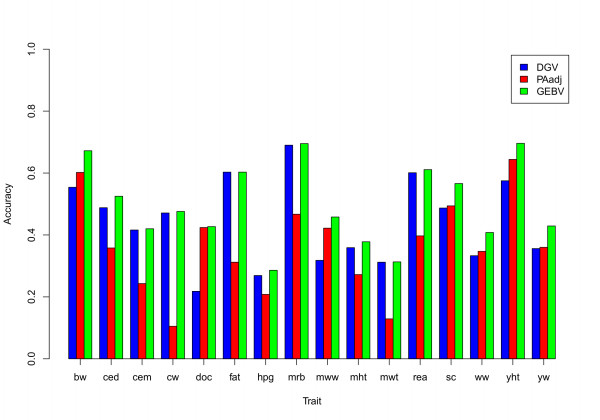 1.0
0.8
0.6
0.4
0.2
0.0
Accuracy
DGV
PAadj
GEBV
bw ced cem cw doc fat hpg mrb mww mht mwt rea sc ww yht yw
Trait